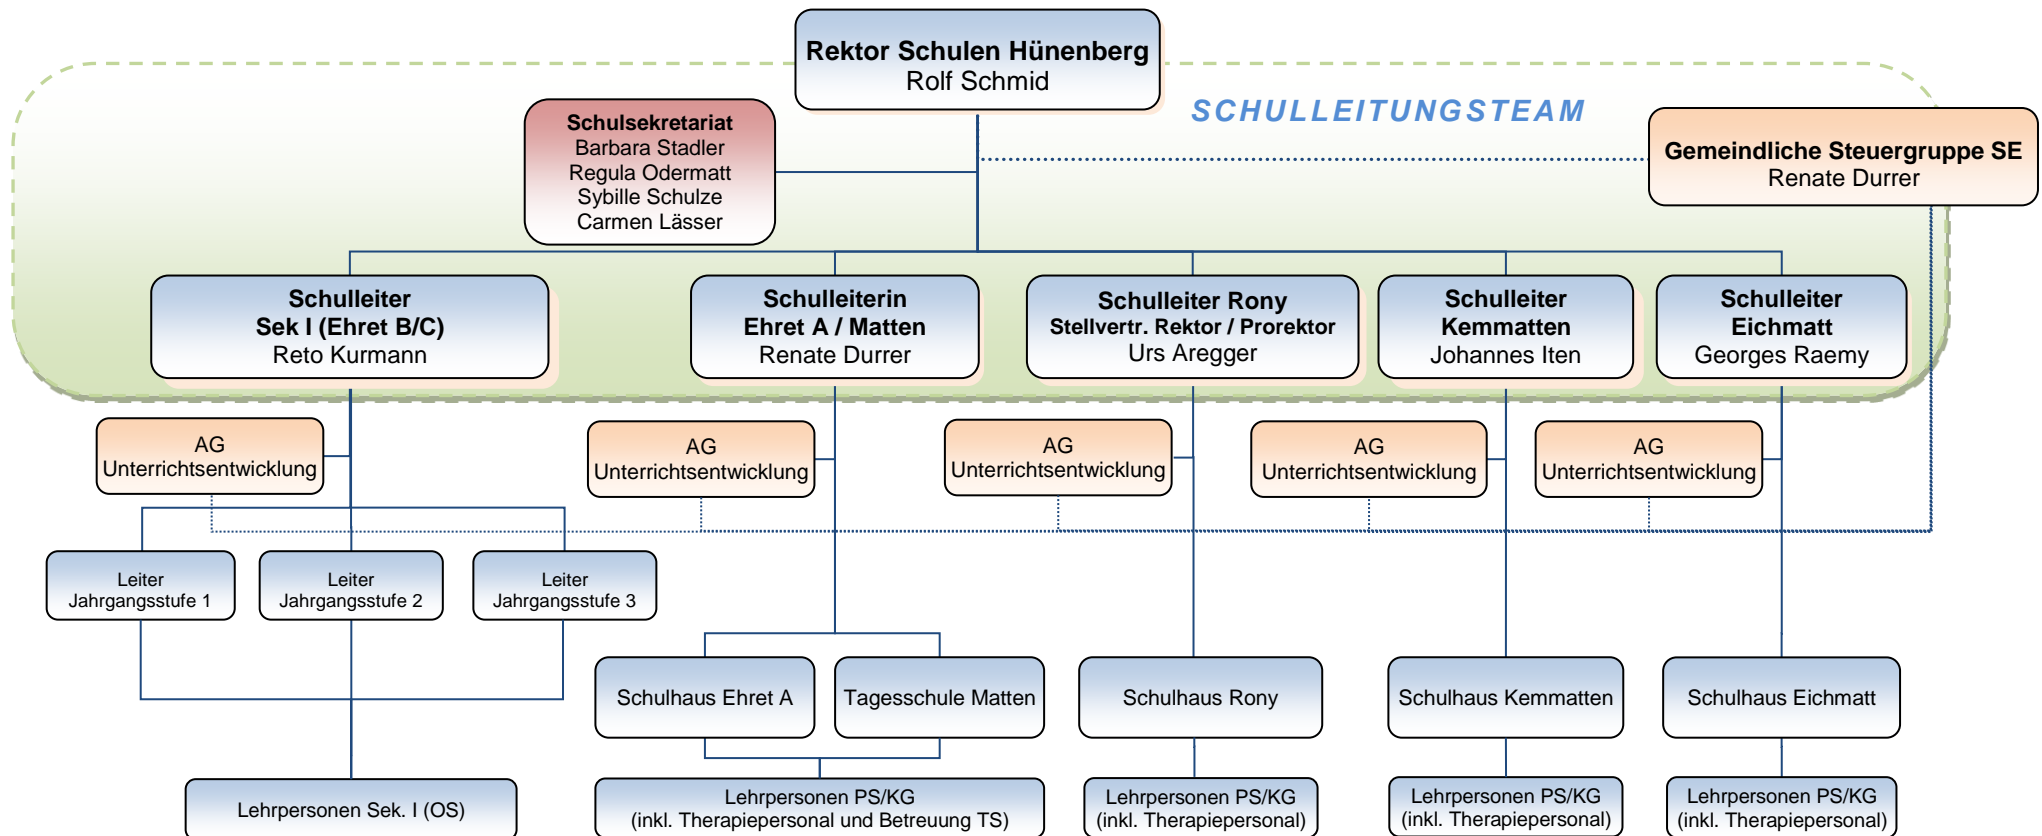 Rektor Schulen Hünenberg
Rolf Schmid
SCHULLEITUNGSTEAM
Schulsekretariat
Barbara Stadler
Regula Odermatt
Sybille Schulze
Carmen Lässer
Gemeindliche Steuergruppe SE
Renate Durrer
Schulleiter
Sek I (Ehret B/C)
Reto Kurmann
Schulleiterin
Ehret A / Matten
Renate Durrer
Schulleiter Rony
Stellvertr. Rektor / Prorektor
Urs Aregger
Schulleiter
Kemmatten
Johannes Iten
Schulleiter
Eichmatt
Georges Raemy
AG
Unterrichtsentwicklung
AG
Unterrichtsentwicklung
AG
Unterrichtsentwicklung
AG
Unterrichtsentwicklung
AG
Unterrichtsentwicklung
Leiter
Jahrgangsstufe 1
Leiter
Jahrgangsstufe 2
Leiter
Jahrgangsstufe 3
Schulhaus Ehret A
Tagesschule Matten
Schulhaus Rony
Schulhaus Kemmatten
Schulhaus Eichmatt
Lehrpersonen Sek. I (OS)
Lehrpersonen PS/KG
(inkl. Therapiepersonal und Betreuung TS)
Lehrpersonen PS/KG
(inkl. Therapiepersonal)
Lehrpersonen PS/KG
(inkl. Therapiepersonal)
Lehrpersonen PS/KG
(inkl. Therapiepersonal)